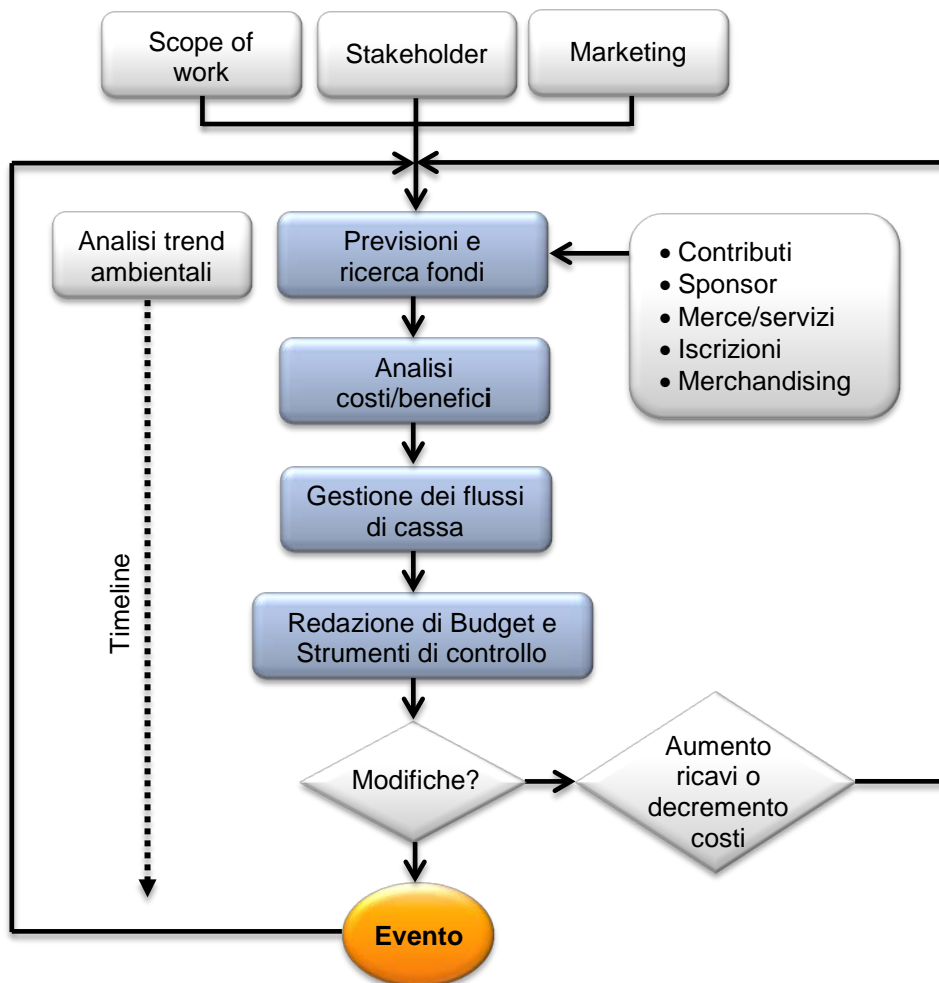 Scope of
work
Stakeholder
Marketing
Analisi trend
ambientali
Previsioni e
ricerca fondi
• Contributi
• Sponsor
• Merce/servizi
• Iscrizioni
• Merchandising
Analisi
costi/benefici
Gestione dei flussi
di cassa
Timeline
Redazione di Budget e
Strumenti di controllo
Modifiche?
Aumento
ricavi o
decremento
costi
Evento